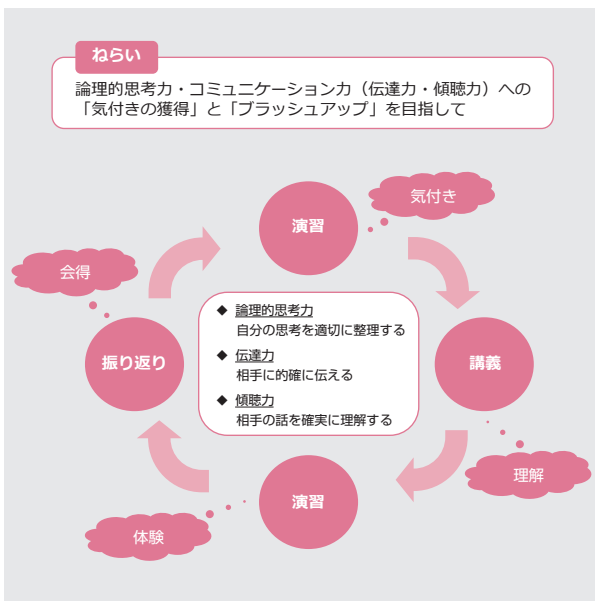 ねらい
論理的思考力・コミュニケーション力（伝達力・傾聴力）への
「気付きの獲得」と「ブラッシュアップ」を目指して
演習
気付き
会得
振り返り
◆ 論理的思考力
自分の思考を適切に整理する
◆ 伝達力
相手に的確に伝える
◆ 傾聴力
相手の話を確実に理解する
講義
理解
演習
体験